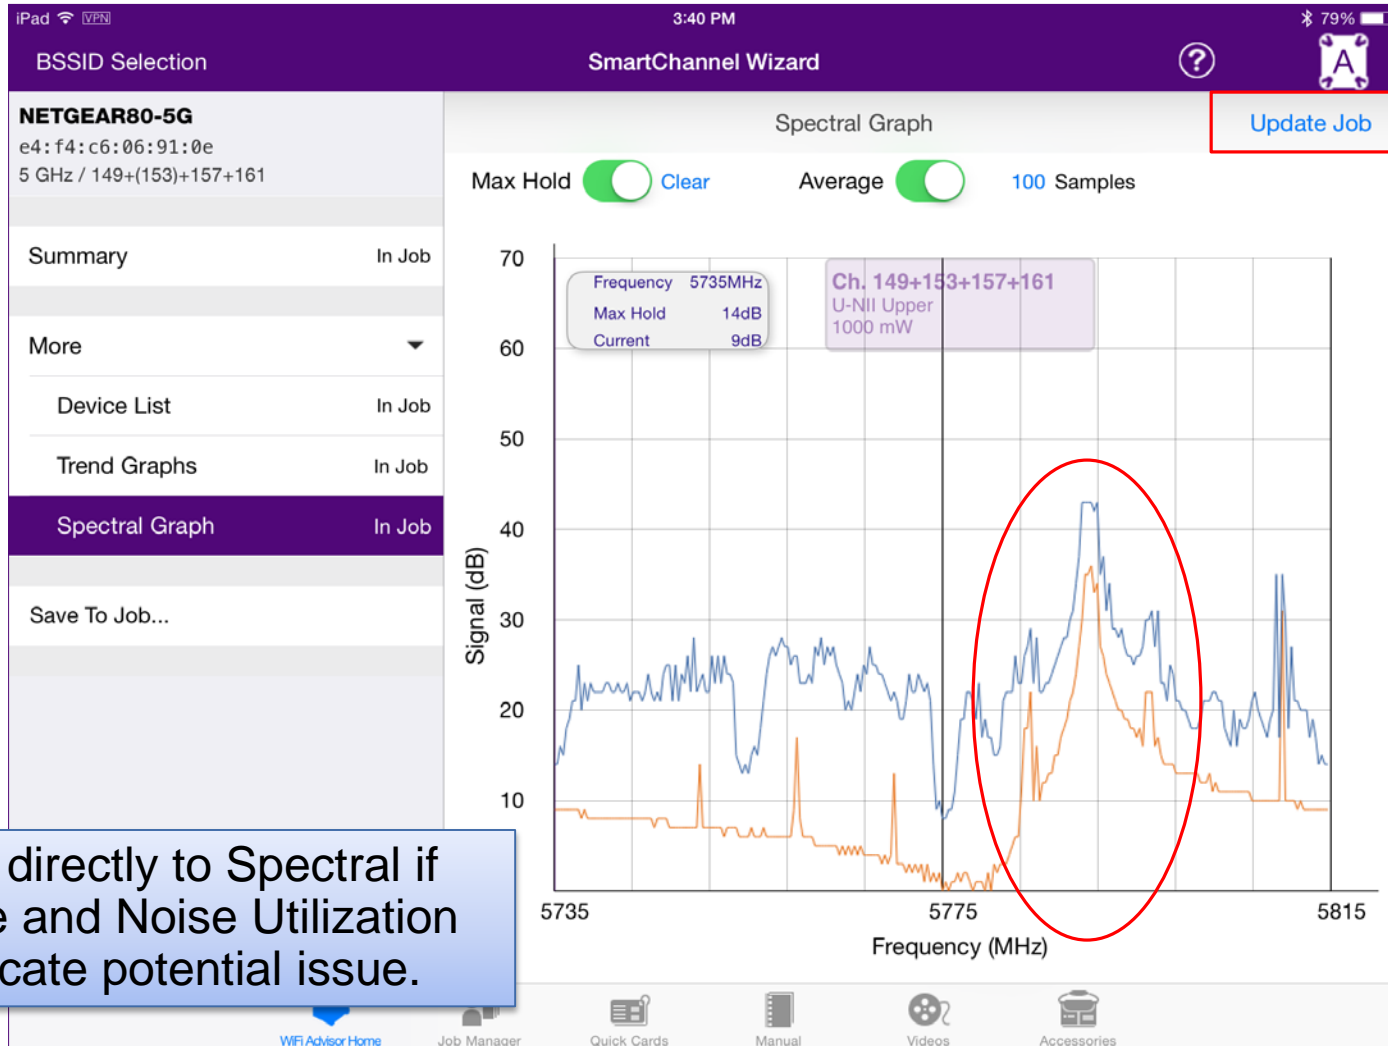 iPad VPN 3:40 PM 79%
BSSID Selection SmartChannel Wizard ? A
NETGEAR80-5G
e4:f4:c6:06:91:0e
5 GHz / 149+(153)+157+161
Summary In Job
More
Device List In Job
Trend Graphs In Job
Spectral Graph In Job
Save To Job...
Spectral Graph Update Job
Max Hold Clear Average 100 Samples
Frequency 5735MHz
Max Hold 14dB
Current 9dB
Ch. 149+153+157+161
U-NII Upper
1000 mW
70
60
50
40
30
20
10
Signal (dB)
5735 5775 5815
Frequency (MHz)
directly to Spectral if
and Noise Utilization
potential issue.
WiFi Advisor Home Job Manager Quick Cards Manual Videos Accessories